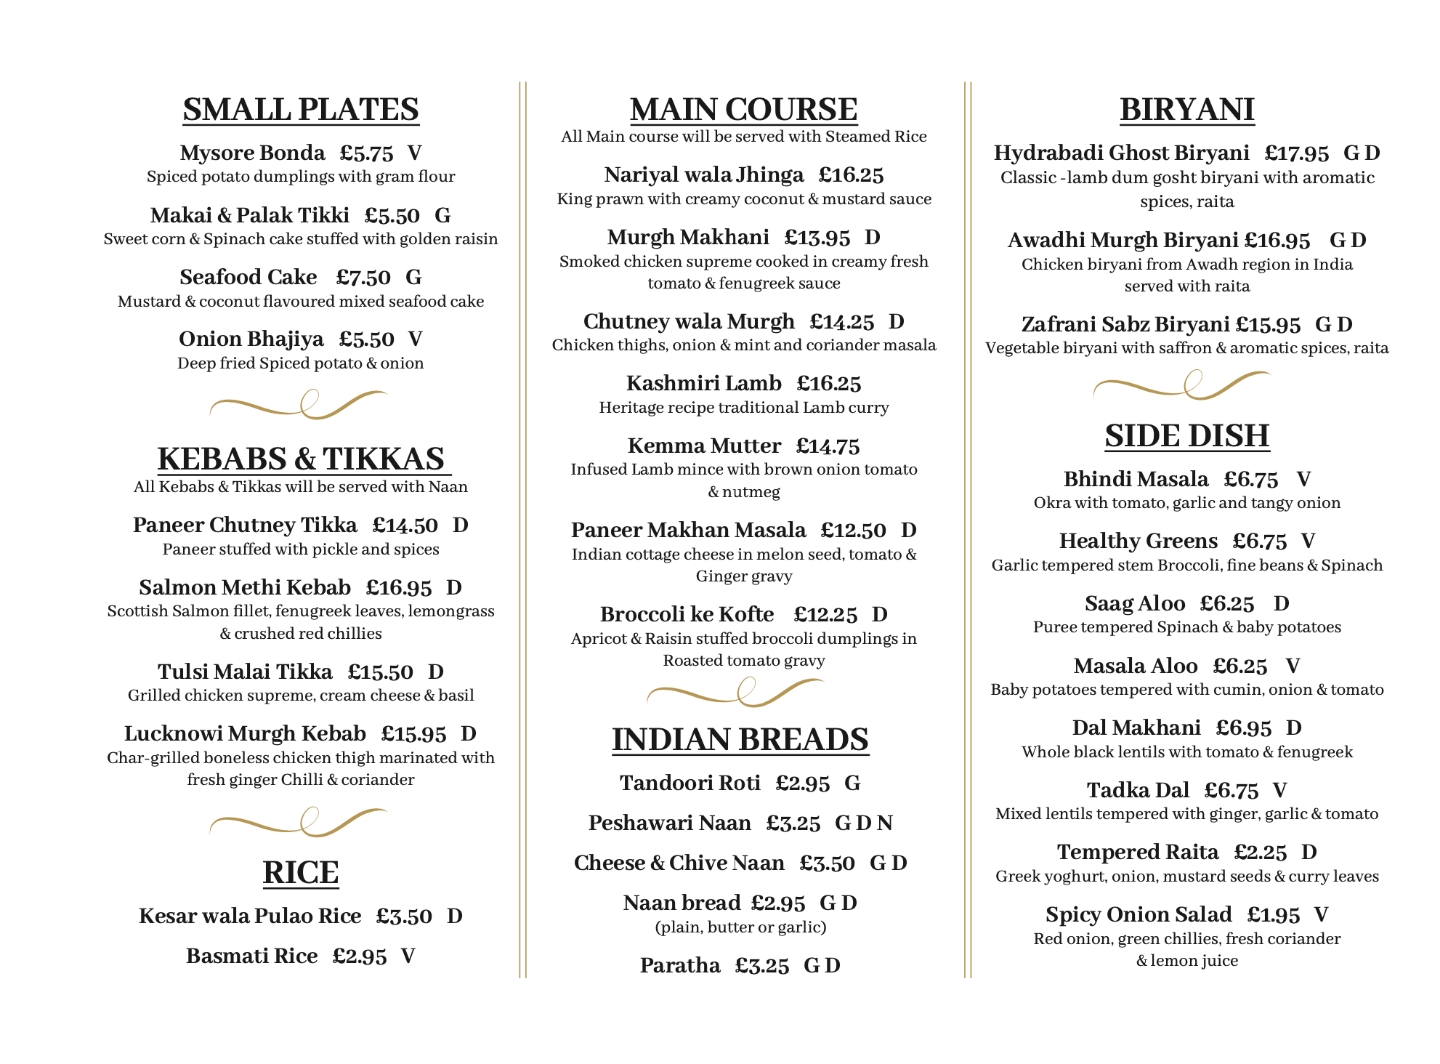 SMALL PLATES
Mysore Bonda £5.75 V
Spiced potato dumplings with gram flour
Makai & Palak Tikki £5.50 G
Sweet corn & Spinach cake stuffed with golden raisin
Seafood Cake £7.50 G
Mustard & coconut flavoured mixed seafood cake
Onion Bhajiya £5.50 V
Deep fried Spiced potato & onion
KEBABS & TIKKAS
All Kebabs & Tikkas will be served with Naan
Paneer Chutney Tikka £14.50 D
Paneer stuffed with pickle and spices
Salmon Methi Kebab £16.95 D
Scottish Salmon fillet, fenugreek leaves, lemongrass
& crushed red chillies
Tulsi Malai Tikka £15.50 D
Grilled chicken supreme, cream cheese & basil
Lucknowi Murgh Kebab £15.95 D
Char-grilled boneless chicken thigh marinated with
fresh ginger Chilli & coriander
RICE
Kesar wala Pulao Rice £3.50 D
Basmati Rice £2.95 V
MAIN COURSE
All Main course will be served with Steamed Rice
Nariyal wala Jhinga £16.25
King prawn with creamy coconut & mustard sauce
Murgh Makhani £13.95 D
Smoked chicken supreme cooked in creamy fresh
tomato & fenugreek sauce
Chutney wala Murgh £14.25 D
Chicken thighs, onion & mint and coriander masala
Kashmiri Lamb £16.25
Heritage recipe traditional Lamb curry
Kemma Mutter £14.75
Infused Lamb mince with brown onion tomato
& nutmeg
Paneer Makhan Masala £12.50 D
Indian cottage cheese in melon seed, tomato &
Ginger gravy
Broccoli ke Kofte £12.25 D
Apricot & Raisin stuffed broccoli dumplings in
Roasted tomato gravy
INDIAN BREADS
Tandoori Roti £2.95 G
Peshawari Naan £3.25 G D N
Cheese & Chive Naan £3.50 G D
Naan bread £2.95 G D
(plain, butter or garlic)
Paratha £3.25 G D
BIRYANI
Hydrabadi Ghost Biryani £17.95 G D
Classic -lamb dum gosht biryani with aromatic
spices, raita
Awadhi Murgh Biryani £16.95 G D
Chicken biryani from Awadh region in India
served with raita
Zafrani Sabz Biryani £15.95 G D
Vegetable biryani with saffron & aromatic spices, raita
SIDE DISH
Bhindi Masala £6.75 V
Okra with tomato, garlic and tangy onion
Healthy Greens £6.75 V
Garlic tempered stem Broccoli, fine beans & Spinach
Saag Aloo £6.25 D
Puree tempered Spinach & baby potatoes
Masala Aloo £6.25 V
Baby potatoes tempered with cumin, onion & tomato
Dal Makhani £6.95 D
Whole black lentils with tomato & fenugreek
Tadka Dal £6.75 V
Mixed lentils tempered with ginger, garlic & tomato
Tempered Raita £2.25 D
Greek yoghurt, onion, mustard seeds & curry leaves
Spicy Onion Salad £1.95 V
Red onion, green chillies, fresh coriander
& lemon juice